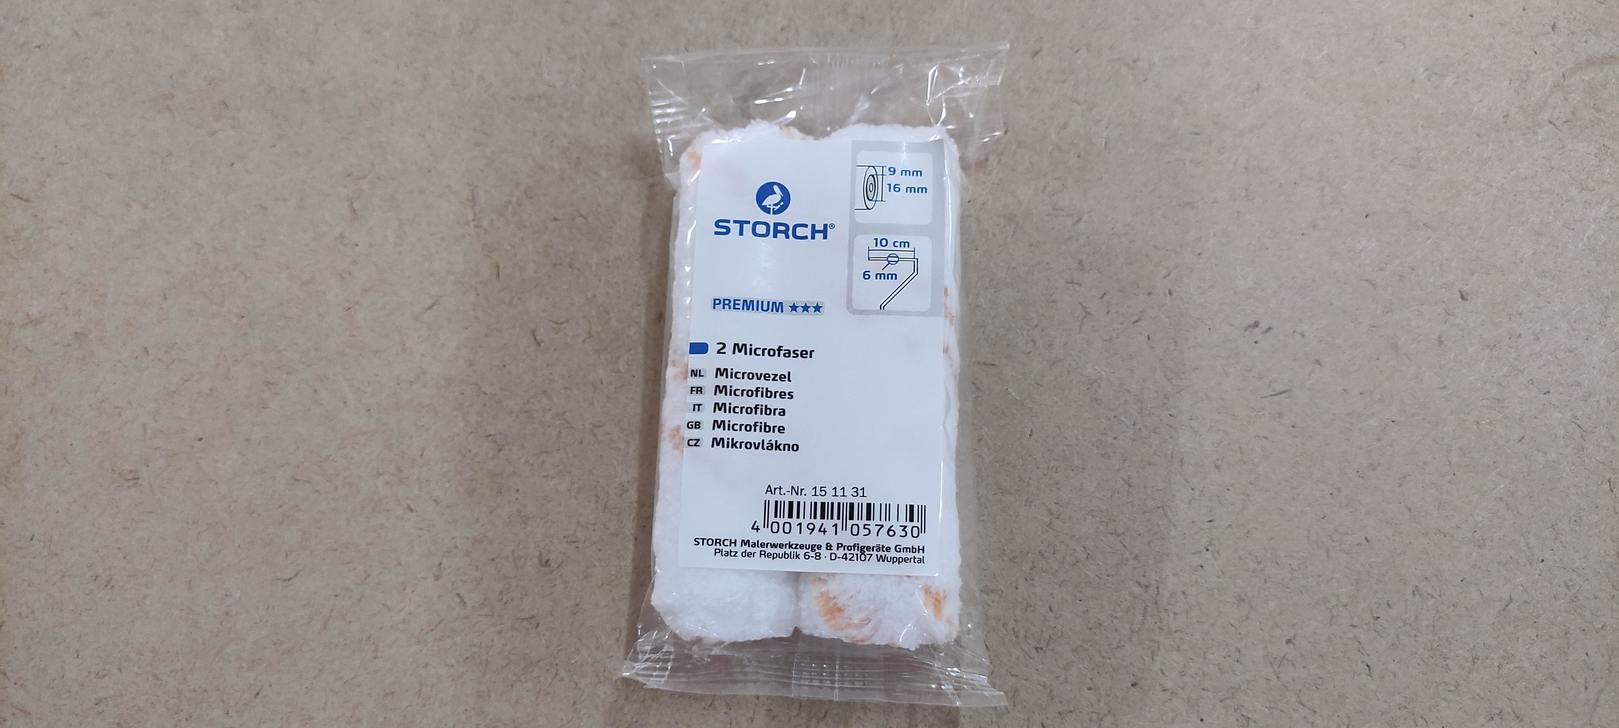 STORCH®
9 mm
16 mm
10 cm
6 mm
PREMIUM ★★★
2 Microfaser
NL Microvezel
FR Microfibres
IT Microfibra
GB Microfibre
CZ Mikrovlákno
Art.-Nr. 15 11 31
4 001941 057630
STORCH Malerwerkzeuge & Profigeräte GmbH
Platz der Republik 6-8 · D-42107 Wuppertal